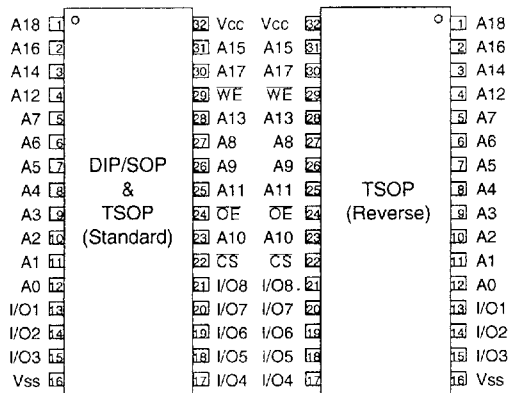 A18 1 32 Vcc Vcc 32 1 A18
A16 2 31 A15 A15 31 2 A16
A14 3 30 A17 A17 30 3 A14
A12 4 29 W̅E̅ W̅E̅ 29 4 A12
A7 5 28 A13 A13 28 5 A7
A6 6 27 A8 A8 27 6 A6
A5 7 DIP/SOP 26 A9 A9 26 7 A5
A4 8 & 25 A11 A11 25 TSOP 8 A4
A3 9 TSOP 24 O̅E̅ O̅E̅ 24 (Reverse) 9 A3
A2 10 (Standard) 23 A10 A10 23 10 A2
A1 11 22 C̅S̅ C̅S̅ 22 11 A1
A0 12 21 I/O8 I/O8 21 12 A0
I/O1 13 20 I/O7 I/O7 20 13 I/O1
I/O2 14 19 I/O6 I/O6 19 14 I/O2
I/O3 15 18 I/O5 I/O5 18 15 I/O3
Vss 16 17 I/O4 I/O4 17 16 Vss